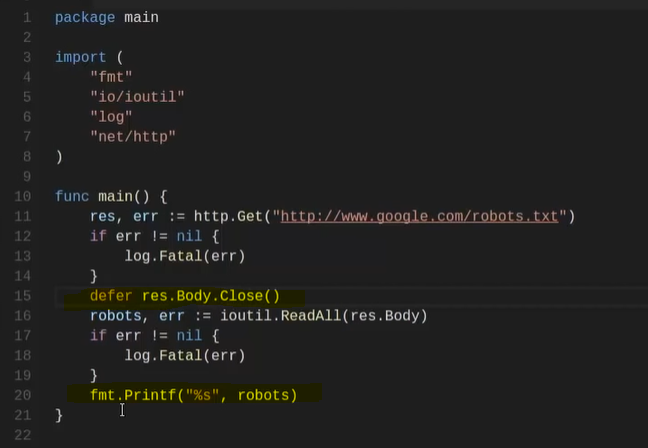 1 package main
2
3 import (
4     "fmt"
5     "io/ioutil"
6     "log"
7     "net/http"
8 )
9
10 func main() {
11     res, err := http.Get("http://www.google.com/robots.txt")
12     if err != nil {
13         log.Fatal(err)
14     }
15     defer res.Body.Close()
16     robots, err := ioutil.ReadAll(res.Body)
17     if err != nil {
18         log.Fatal(err)
19     }
20     fmt.Printf("%s", robots)
21 }
22